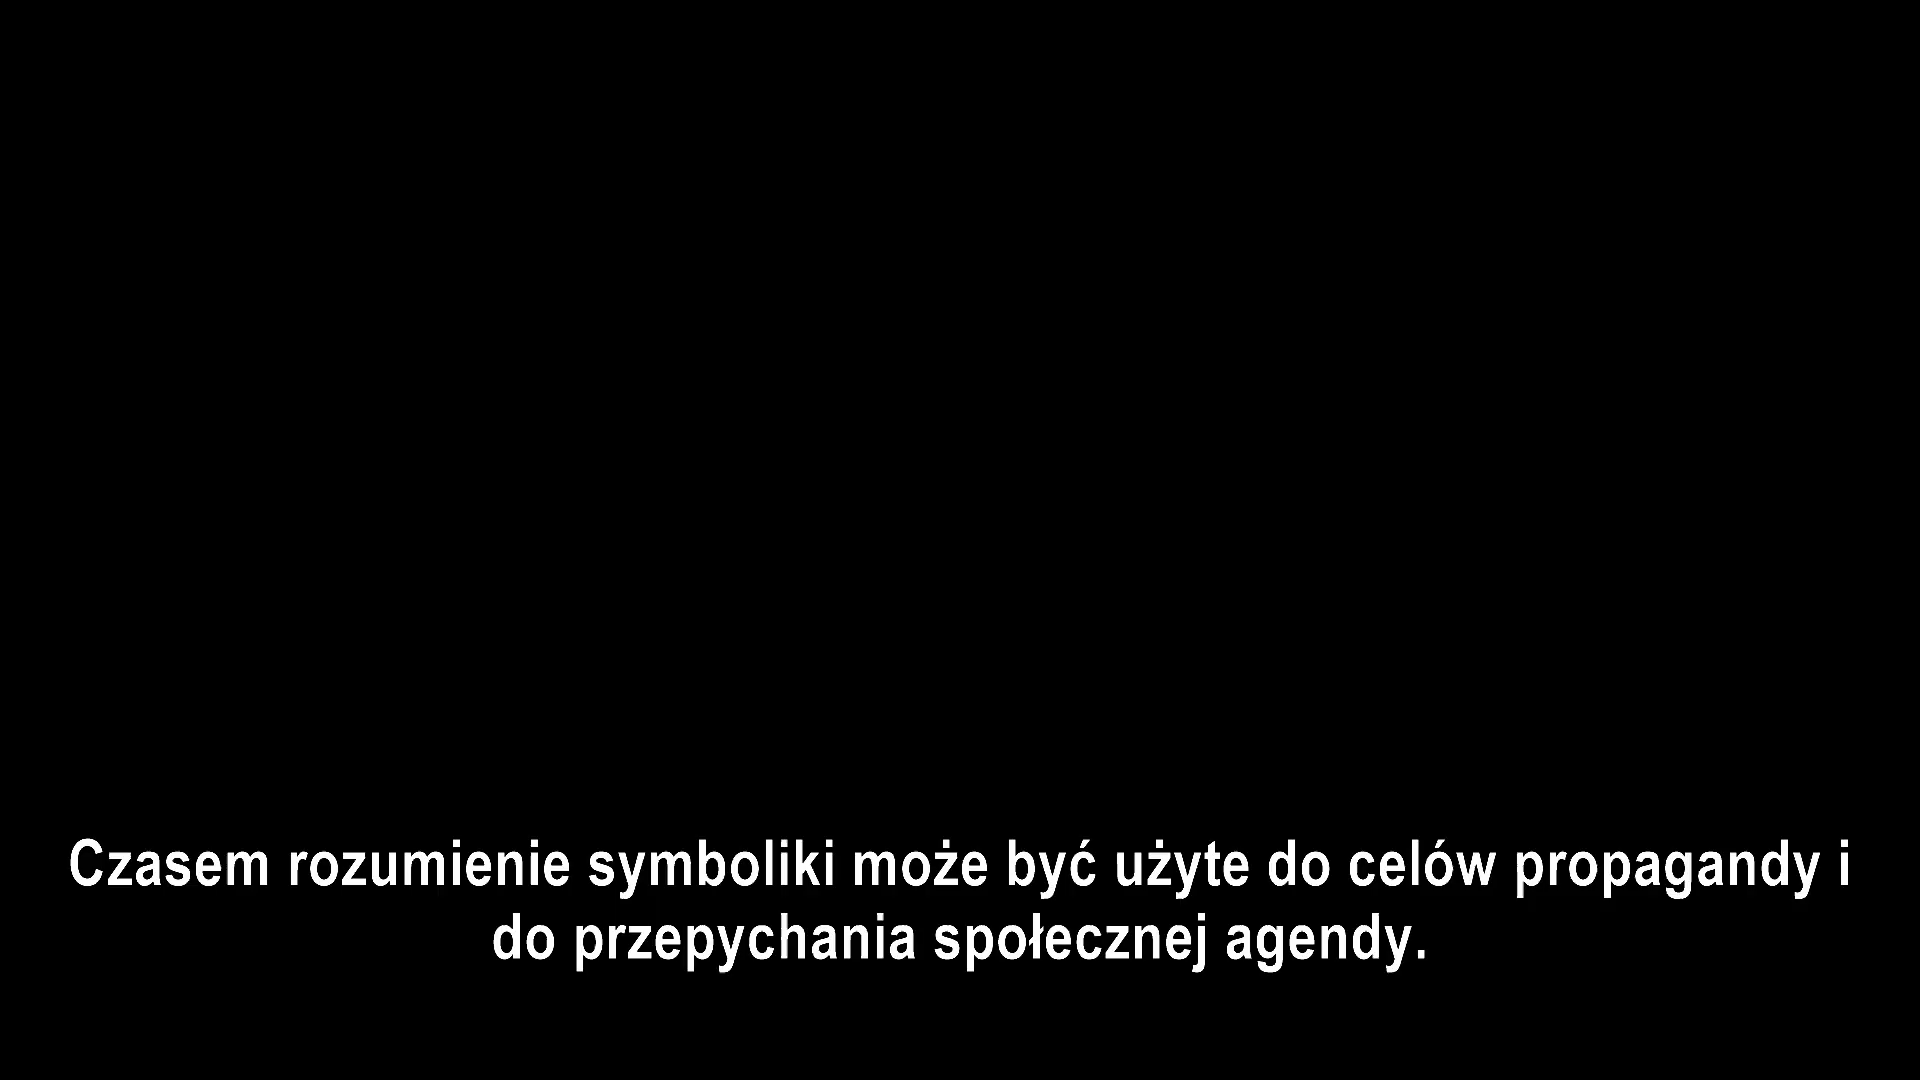 Czasem rozumienie symboliki może być użyte do celów propagandy i
do przepychania społecznej agendy.